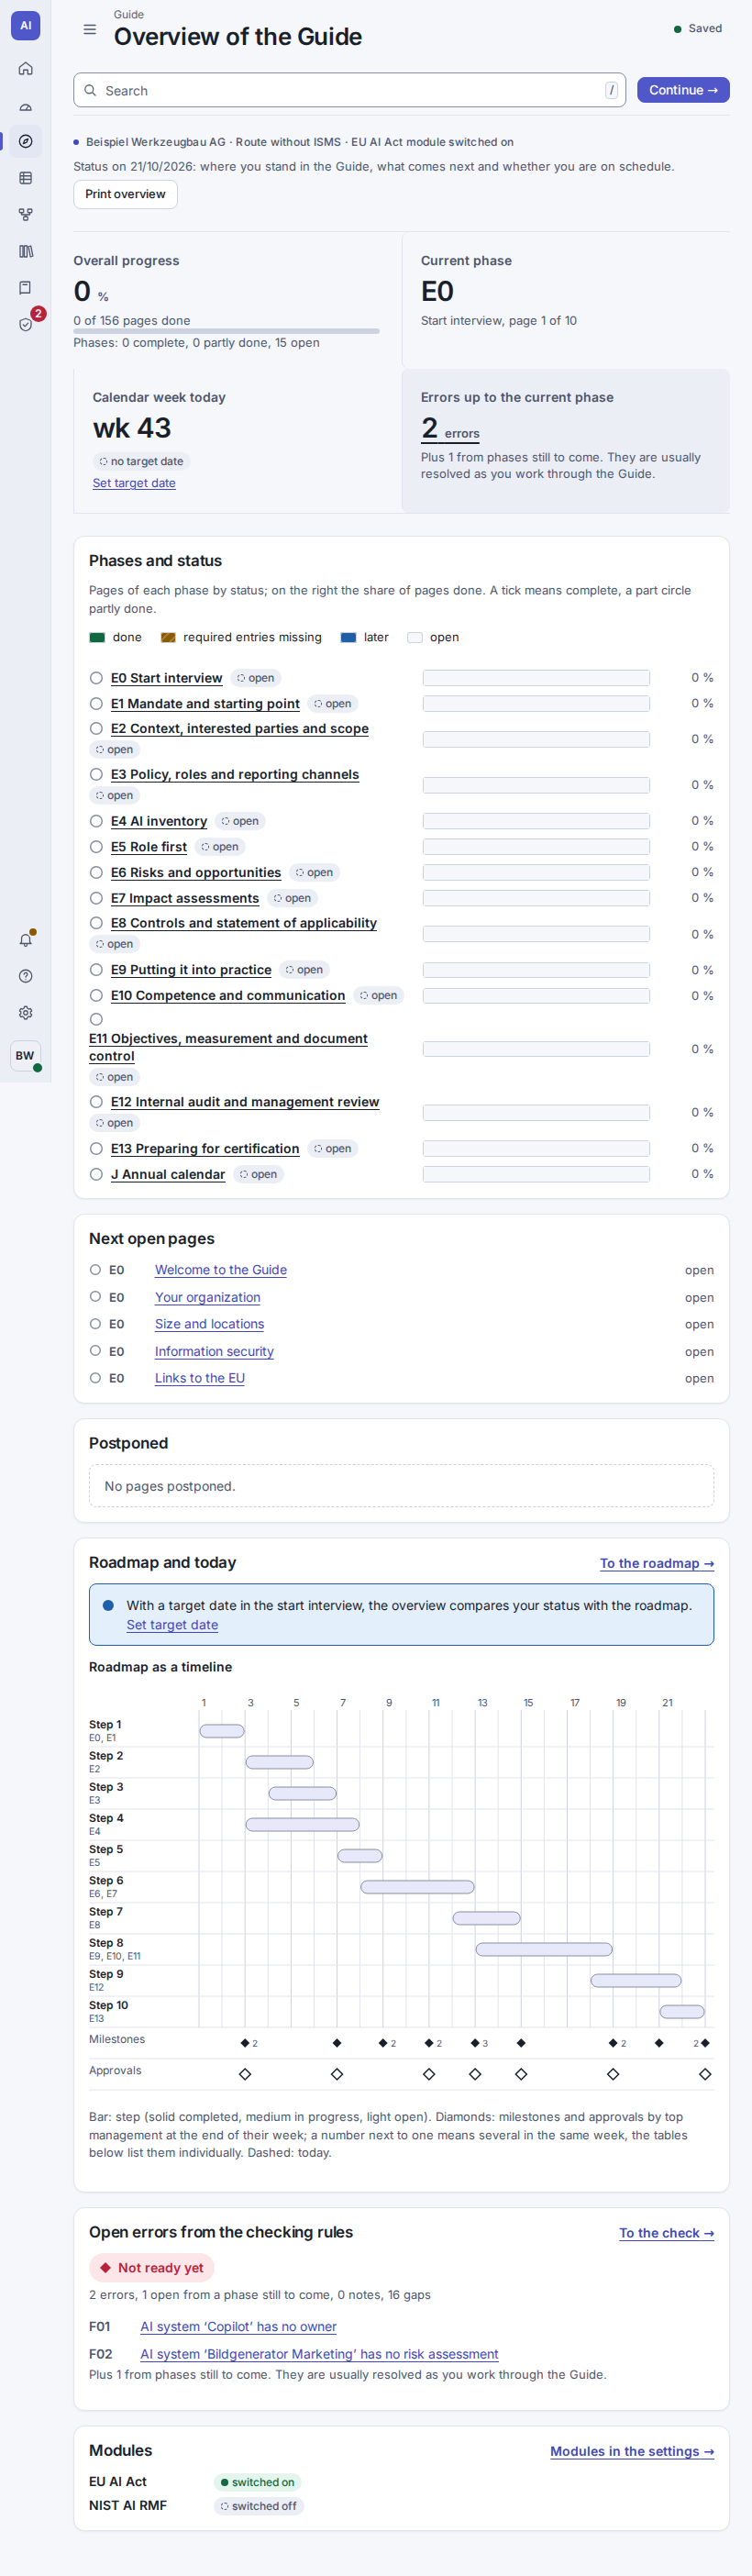 AI
Guide
Overview of the Guide
Saved
Search
/
Continue →
Beispiel Werkzeugbau AG · Route without ISMS · EU AI Act module switched on
Status on 21/10/2026: where you stand in the Guide, what comes next and whether you are on schedule.
Print overview
Overall progress
0 %
0 of 156 pages done
Phases: 0 complete, 0 partly done, 15 open
Current phase
E0
Start interview, page 1 of 10
2
Calendar week today
wk 43
no target date
Set target date
Errors up to the current phase
2 errors
Plus 1 from phases still to come. They are usually
resolved as you work through the Guide.
Phases and status
Pages of each phase by status; on the right the share of pages done. A tick means complete, a part circle
partly done.
done
required entries missing
later
open
E0 Start interview open 0 %
E1 Mandate and starting point open 0 %
E2 Context, interested parties and scope
open 0 %
E3 Policy, roles and reporting channels
open 0 %
E4 AI inventory open 0 %
E5 Role first open 0 %
E6 Risks and opportunities open 0 %
E7 Impact assessments open 0 %
E8 Controls and statement of applicability
open 0 %
E9 Putting it into practice open 0 %
E10 Competence and communication open 0 %
E11 Objectives, measurement and document
control 0 %
open
BW
E12 Internal audit and management review
open 0 %
E13 Preparing for certification open 0 %
J Annual calendar open 0 %
Next open pages
E0 Welcome to the Guide open
E0 Your organization open
E0 Size and locations open
E0 Information security open
E0 Links to the EU open
Postponed
No pages postponed.
Roadmap and today
To the roadmap →
With a target date in the start interview, the overview compares your status with the roadmap.
Set target date
Roadmap as a timeline
1 3 5 7 9 11 13 15 17 19 21
Step 1
E0, E1
Step 2
E2
Step 3
E3
Step 4
E4
Step 5
E5
Step 6
E6, E7
Step 7
E8
Step 8
E9, E10, E11
Step 9
E12
Step 10
E13
Milestones 2 2 2 3 2 2
Approvals
Bar: step (solid completed, medium in progress, light open). Diamonds: milestones and approvals by top
management at the end of their week; a number next to one means several in the same week, the tables
below list them individually. Dashed: today.
Open errors from the checking rules
To the check →
Not ready yet
2 errors, 1 open from a phase still to come, 0 notes, 16 gaps
F01 AI system ‘Copilot’ has no owner
F02 AI system ‘Bildgenerator Marketing’ has no risk assessment
Plus 1 from phases still to come. They are usually resolved as you work through the Guide.
Modules
Modules in the settings →
EU AI Act switched on
NIST AI RMF switched off